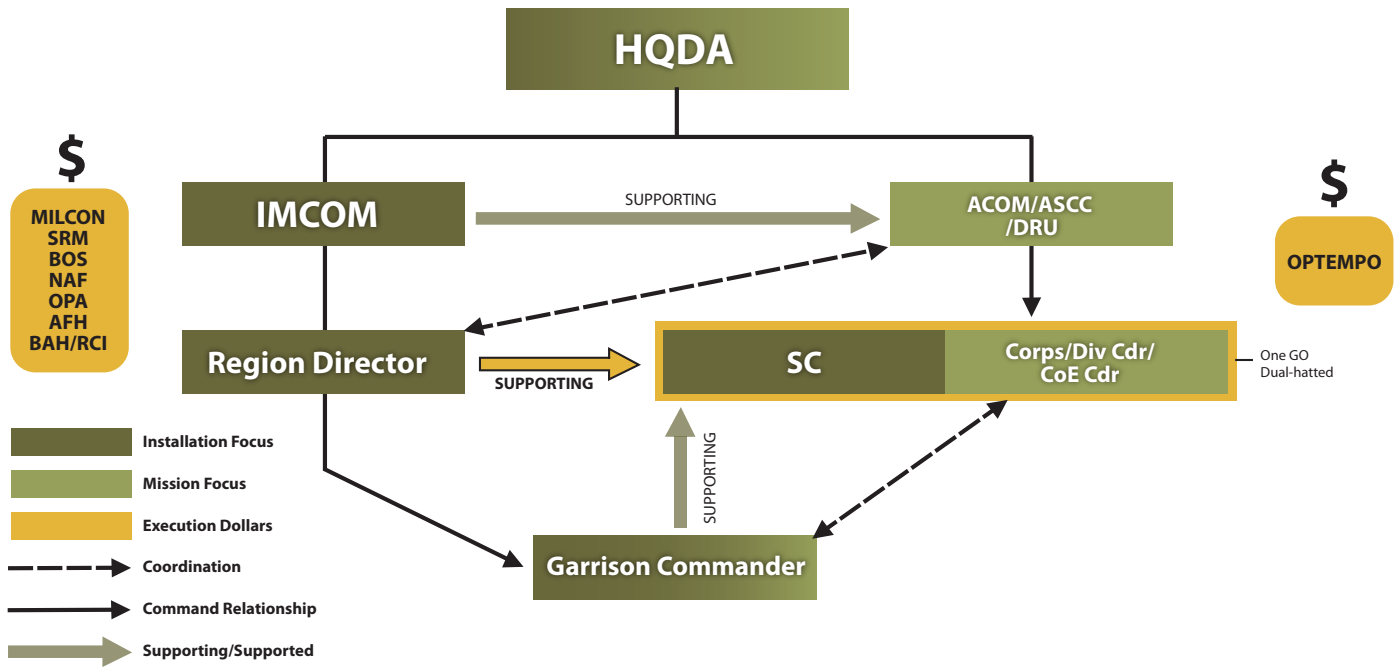 HQDA
$
MILCON
SRM
BOS
NAF
OPA
AFH
BAH/RCI
IMCOM
SUPPORTING
ACOM/ASCC
/DRU
$
OPTEMPO
Region Director
SUPPORTING
SC
Corps/Div Cdr/
CoE Cdr
One GO
Dual-hatted
SUPPORTING
Garrison Commander
Installation Focus
Mission Focus
Execution Dollars
Coordination
Command Relationship
Supporting/Supported